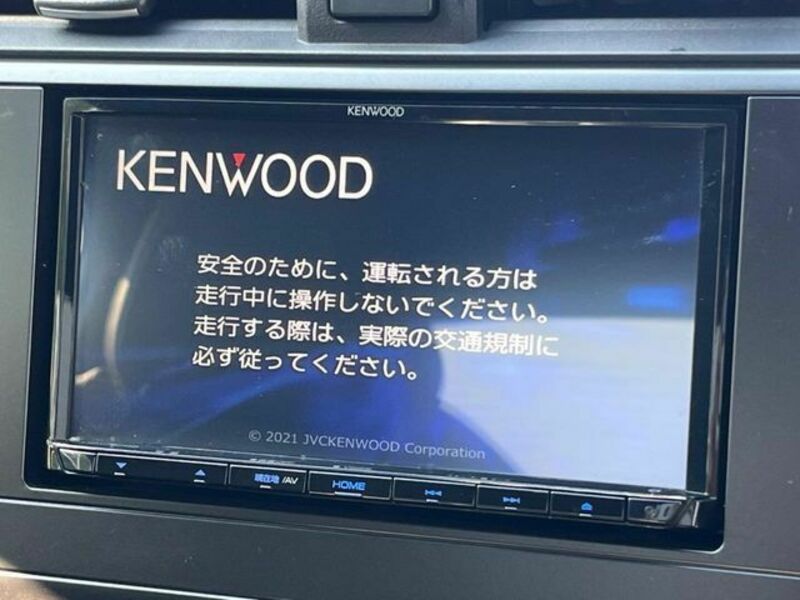 KENWOOD
KENWOOD
安全のために、運転される方は
走行中に操作しないでください。
走行する際は、実際の交通規制に
必ず従ってください。
© 2021 JVCKENWOOD Corporation
現在地 /AV
HOME